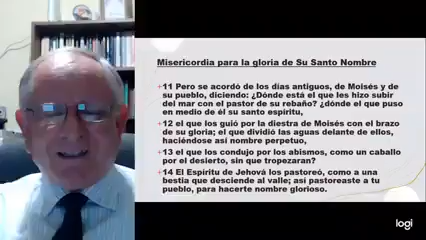 Misericordia para la gloria de Su Santo Nombre
11 Pero se acordó de los días antiguos, de Moisés y de
su pueblo, diciendo: ¿Dónde está el que les hizo subir
del mar con el pastor de su rebaño? ¿dónde el que puso
en medio de él su santo espíritu,
12 el que los guió por la diestra de Moisés con el brazo
de su gloria; el que dividió las aguas delante de ellos,
haciéndose así nombre perpetuo,
13 el que los condujo por los abismos, como un caballo
por el desierto, sin que tropezaran?
14 El Espíritu de Jehová los pastoreó, como a una
bestia que desciende al valle; así pastoreaste a tu
pueblo, para hacerte nombre glorioso.
logi